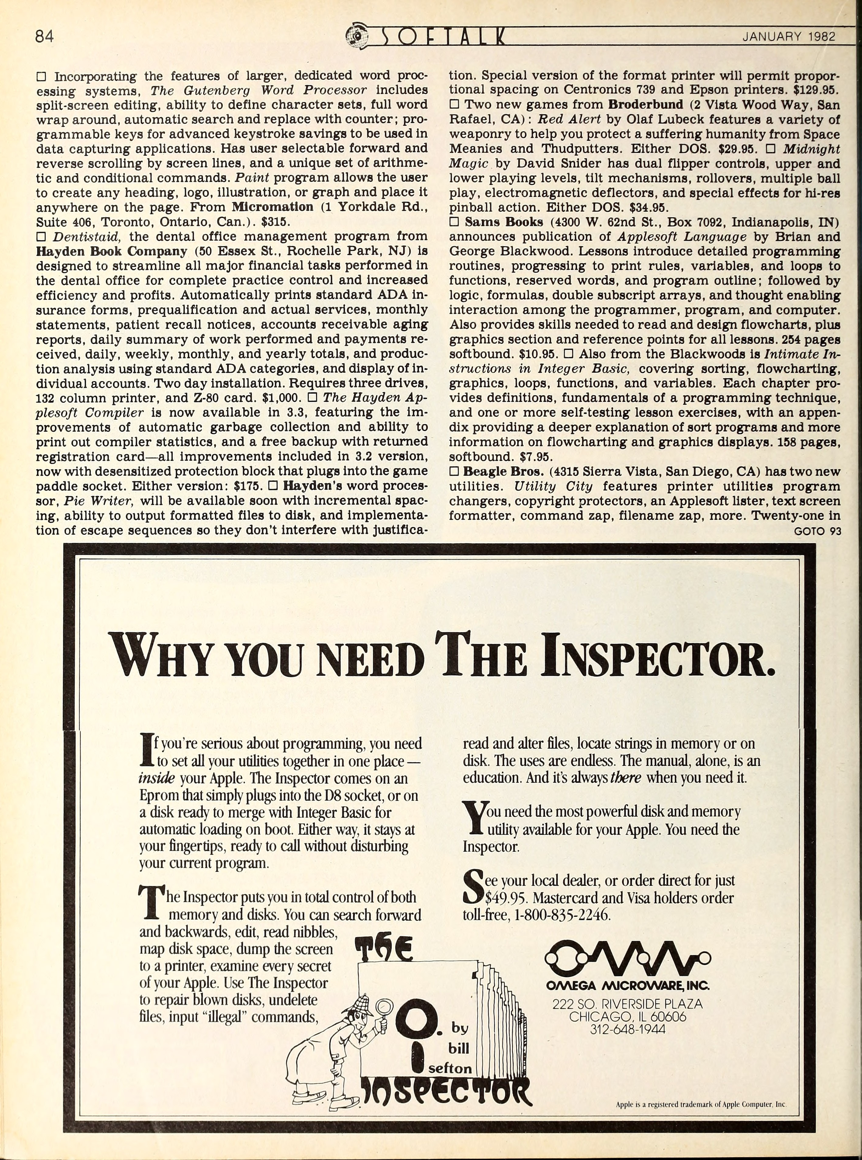 84
SOFTALK
JANUARY 1982
□ Incorporating the features of larger, dedicated word proc-
essing systems, The Gutenberg Word Processor includes
split-screen editing, ability to define character sets, full word
wrap around, automatic search and replace with counter; pro-
grammable keys for advanced keystroke savings to be used in
data capturing applications. Has user selectable forward and
reverse scrolling by screen lines, and a unique set of arithme-
tic and conditional commands. Paint program allows the user
to create any heading, logo, illustration, or graph and place it
anywhere on the page. From Micromation (1 Yorkdale Rd.,
Suite 406, Toronto, Ontario, Can.). $315.
□ Dentistaid, the dental office management program from
Hayden Book Company (50 Essex St., Rochelle Park, NJ) is
designed to streamline all major financial tasks performed in
the dental office for complete practice control and increased
efficiency and profits. Automatically prints standard ADA in-
surance forms, prequalification and actual services, monthly
statements, patient recall notices, accounts receivable aging
reports, daily summary of work performed and payments re-
ceived, daily, weekly, monthly, and yearly totals, and produc-
tion analysis using standard ADA categories, and display of in-
dividual accounts. Two day installation. Requires three drives,
132 column printer, and Z-80 card. $1,000. □ The Hayden Ap-
plesoft Compiler is now available in 3.3, featuring the im-
provements of automatic garbage collection and ability to
print out compiler statistics, and a free backup with returned
registration card—all improvements included in 3.2 version,
now with desensitized protection block that plugs into the game
paddle socket. Either version: $175. □ Hayden's word proces-
sor, Pie Writer, will be available soon with incremental spac-
ing, ability to output formatted files to disk, and implementa-
tion of escape sequences so they don't interfere with justifica-
tion. Special version of the format printer will permit propor-
tional spacing on Centronics 739 and Epson printers. $129.95.
□ Two new games from Broderbund (2 Vista Wood Way, San
Rafael, CA): Red Alert by Olaf Lubeck features a variety of
weaponry to help you protect a suffering humanity from Space
Meanies and Thudputters. Either DOS. $29.95. □ Midnight
Magic by David Snider has dual flipper controls, upper and
lower playing levels, tilt mechanisms, rollovers, multiple ball
play, electromagnetic deflectors, and special effects for hi-res
pinball action. Either DOS. $34.95.
□ Sams Books (4300 W. 62nd St., Box 7092, Indianapolis, IN)
announces publication of Applesoft Language by Brian and
George Blackwood. Lessons introduce detailed programming
routines, progressing to print rules, variables, and loops to
functions, reserved words, and program outline; followed by
logic, formulas, double subscript arrays, and thought enabling
interaction among the programmer, program, and computer.
Also provides skills needed to read and design flowcharts, plus
graphics section and reference points for all lessons. 254 pages
softbound. $10.95. □ Also from the Blackwoods is Intimate In-
structions in Integer Basic, covering sorting, flowcharting,
graphics, loops, functions, and variables. Each chapter pro-
vides definitions, fundamentals of a programming technique,
and one or more self-testing lesson exercises, with an appen-
dix providing a deeper explanation of sort programs and more
information on flowcharting and graphics displays. 158 pages,
softbound. $7.95.
□ Beagle Bros. (4315 Sierra Vista, San Diego, CA) has two new
utilities. Utility City features printer utilities program
changers, copyright protectors, an Applesoft lister, text screen
formatter, command zap, filename zap, more. Twenty-one in
GOTO 93
WHY YOU NEED THE INSPECTOR.
If you're serious about programming, you need
to set all your utilities together in one place —
inside your Apple. The Inspector comes on an
Eprom that simply plugs into the D8 socket, or on
a disk ready to merge with Integer Basic for
automatic loading on boot. Either way, it stays at
your fingertips, ready to call without disturbing
your current program.
The Inspector puts you in total control of both
memory and disks. You can search forward
and backwards, edit, read nibbles,
map disk space, dump the screen
to a printer, examine every secret
of your Apple. Use The Inspector
to repair blown disks, undelete
files, input "illegal" commands,
read and alter files, locate strings in memory or on
disk. The uses are endless. The manual, alone, is an
education. And it's always there when you need it.
You need the most powerful disk and memory
utility available for your Apple. You need the
Inspector.
See your local dealer, or order direct for just
$49.95. Mastercard and Visa holders order
toll-free, 1-800-835-2246.
THE
by
bill
sefton
INSPECTOR
OMEGA MICROWARE, INC.
222 SO. RIVERSIDE PLAZA
CHICAGO, IL 60606
312-648-1944
Apple is a registered trademark of Apple Computer, Inc.